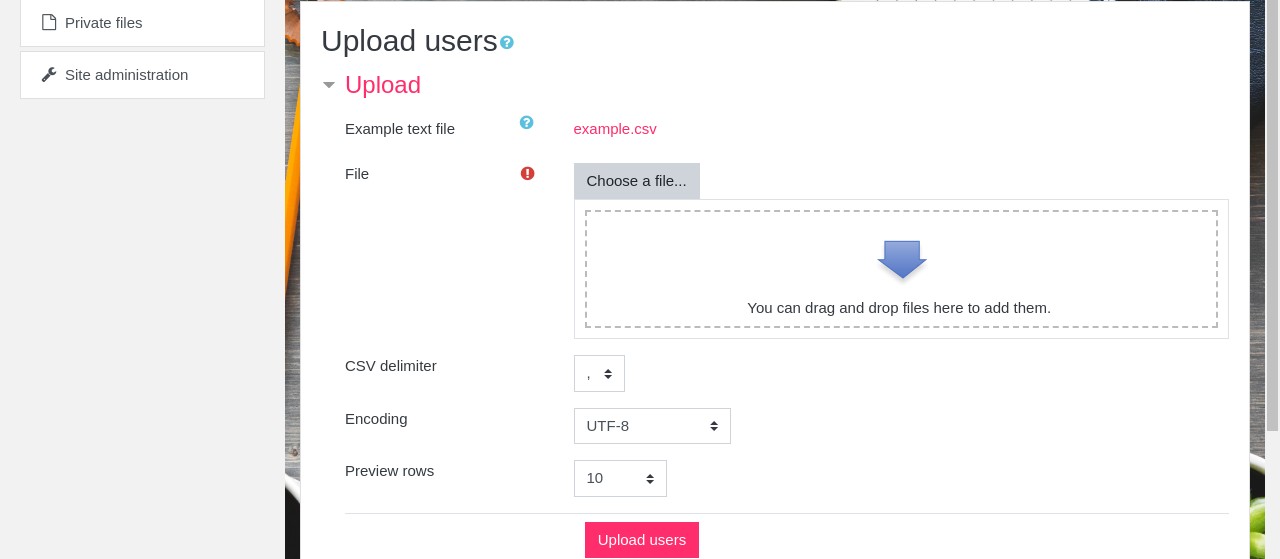 Private files
Site administration
Upload users
Upload
Example text file
example.csv
File
Choose a file...
You can drag and drop files here to add them.
CSV delimiter
,
Encoding
UTF-8
Preview rows
10
Upload users